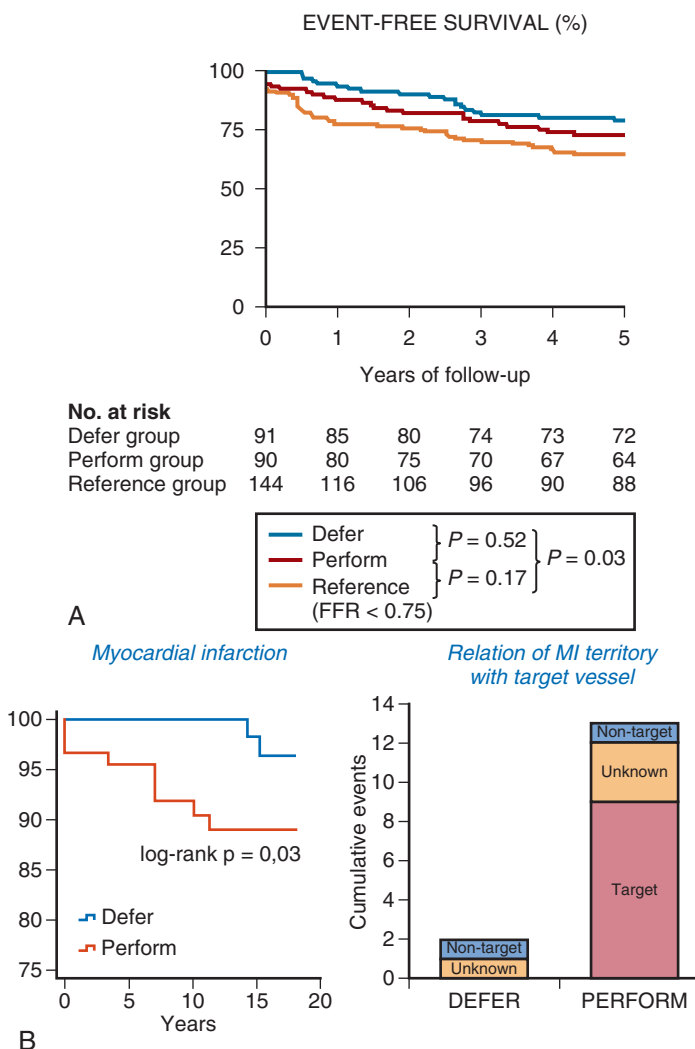 EVENT-FREE SURVIVAL (%)
100
75
50
25
0
0 1 2 3 4 5
Years of follow-up
No. at risk
Defer group 91 85 80 74 73 72
Perform group 90 80 75 70 67 64
Reference group 144 116 106 96 90 88
Defer
Perform
Reference
(FFR < 0.75)
P = 0.52
P = 0.17
P = 0.03
A
Myocardial infarction
100
95
90
85
80
75
log-rank p = 0,03
Defer
Perform
0 5 10 15 20
Years
B
Relation of MI territory
with target vessel
Cumulative events
14
12
10
8
6
4
2
0
Non-target
Unknown
Non-target
Unknown
Target
DEFER PERFORM